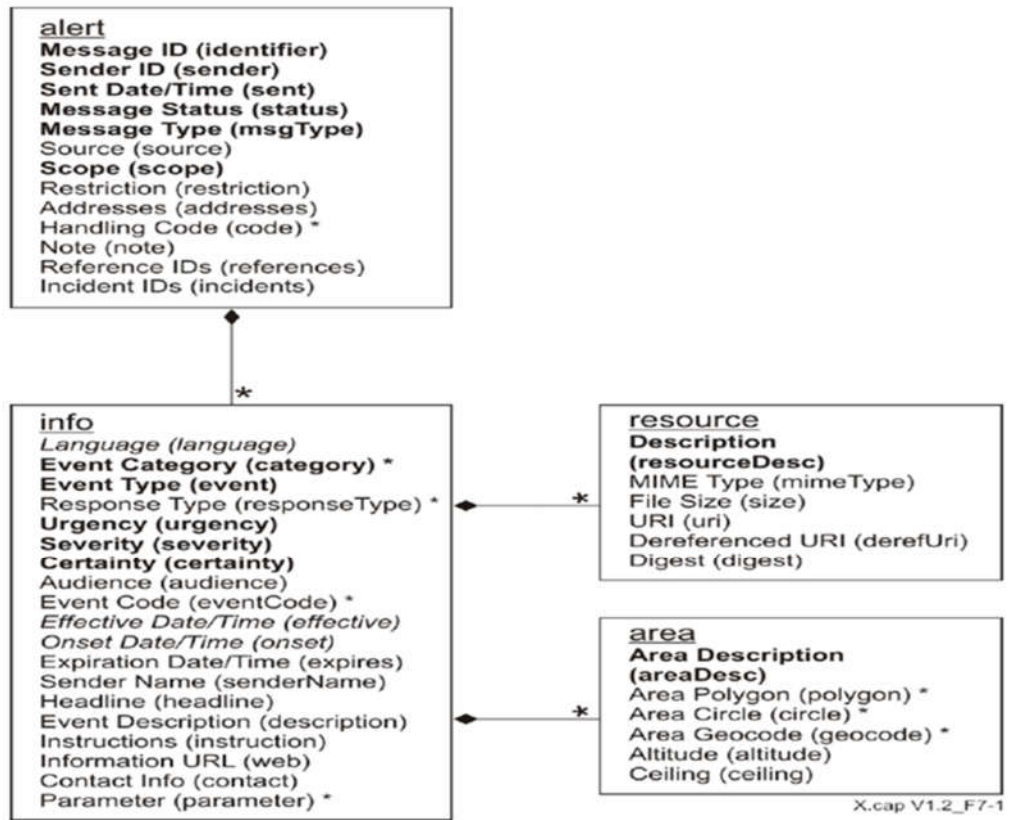 alert
Message ID (identifier)
Sender ID (sender)
Sent Date/Time (sent)
Message Status (status)
Message Type (msgType)
Source (source)
Scope (scope)
Restriction (restriction)
Addresses (addresses)
Handling Code (code) *
Note (note)
Reference IDs (references)
Incident IDs (incidents)
*
info
Language (language)
Event Category (category) *
Event Type (event)
Response Type (responseType) *
Urgency (urgency)
Severity (severity)
Certainty (certainty)
Audience (audience)
Event Code (eventCode) *
Effective Date/Time (effective)
Onset Date/Time (onset)
Expiration Date/Time (expires)
Sender Name (senderName)
Headline (headline)
Event Description (description)
Instructions (instruction)
Information URL (web)
Contact Info (contact)
Parameter (parameter) *
*
resource
Description
(resourceDesc)
MIME Type (mimeType)
File Size (size)
URI (uri)
Dereferenced URI (derefUri)
Digest (digest)
*
area
Area Description
(areaDesc)
Area Polygon (polygon) *
Area Circle (circle) *
Area Geocode (geocode) *
Altitude (altitude)
Ceiling (ceiling)
X.cap V1.2_F7-1